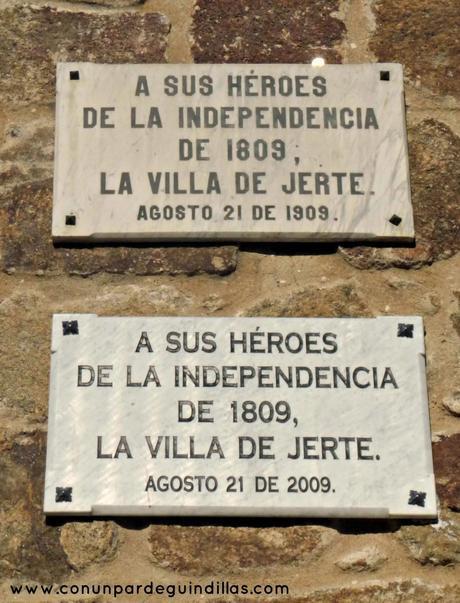 A SUS HÉROES
DE LA INDEPENDENCIA
DE 1809;
LA VILLA DE JERTE.
AGOSTO 21 DE 1909.
A SUS HÉROES
DE LA INDEPENDENCIA
DE 1809,
LA VILLA DE JERTE.
AGOSTO 21 DE 2009.
www.conunpardeguindillas.com